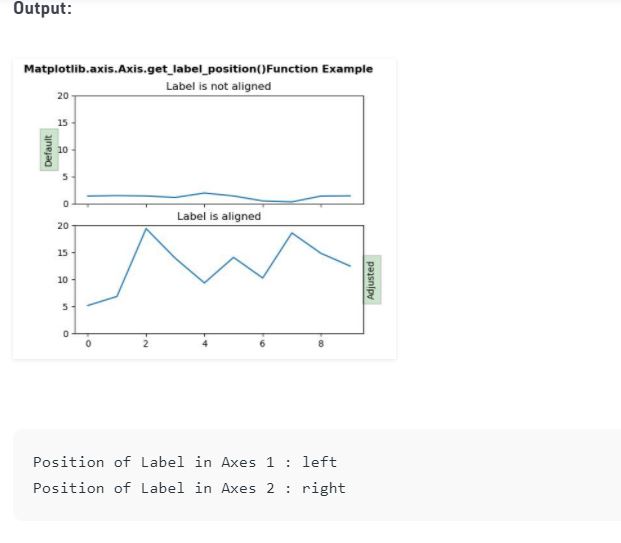 Output:
Matplotlib.axis.Axis.get_label_position()Function Example
Label is not aligned
20
15
10
5
0
Default
Label is aligned
20
15
10
5
0
Adjusted
0 2 4 6 8
Position of Label in Axes 1 : left
Position of Label in Axes 2 : right